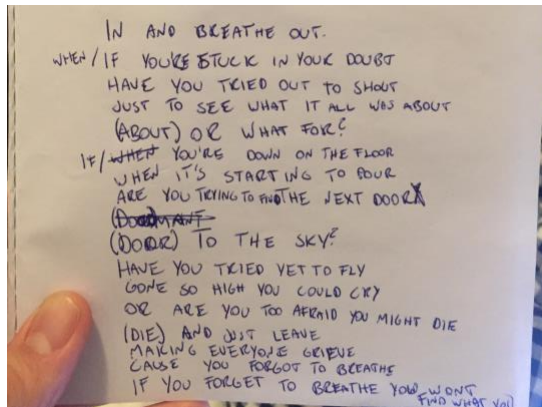 IN AND BREATHE OUT.
WHEN/IF YOU'RE STUCK IN YOUR DOUBT
HAVE YOU TRIED OUT TO SHOUT
JUST TO SEE WHAT IT ALL WAS ABOUT
(ABOUT) OR WHAT FOR?
IF/WHEN YOU'RE DOWN ON THE FLOOR
WHEN IT'S STARTING TO POUR
ARE YOU TRYING TO FIND THE NEXT DOOR
(DOOR) TO THE SKY?
HAVE YOU TRIED YET TO FLY
GONE SO HIGH YOU COULD CRY
OR ARE YOU TOO AFRAID YOU MIGHT DIE
(DIE) AND JUST LEAVE
MAKING EVERYONE GRIEVE
CAUSE YOU FORGOT TO BREATHE
IF YOU FORGET TO BREATHE YOU WONT
FIND WHAT YOU